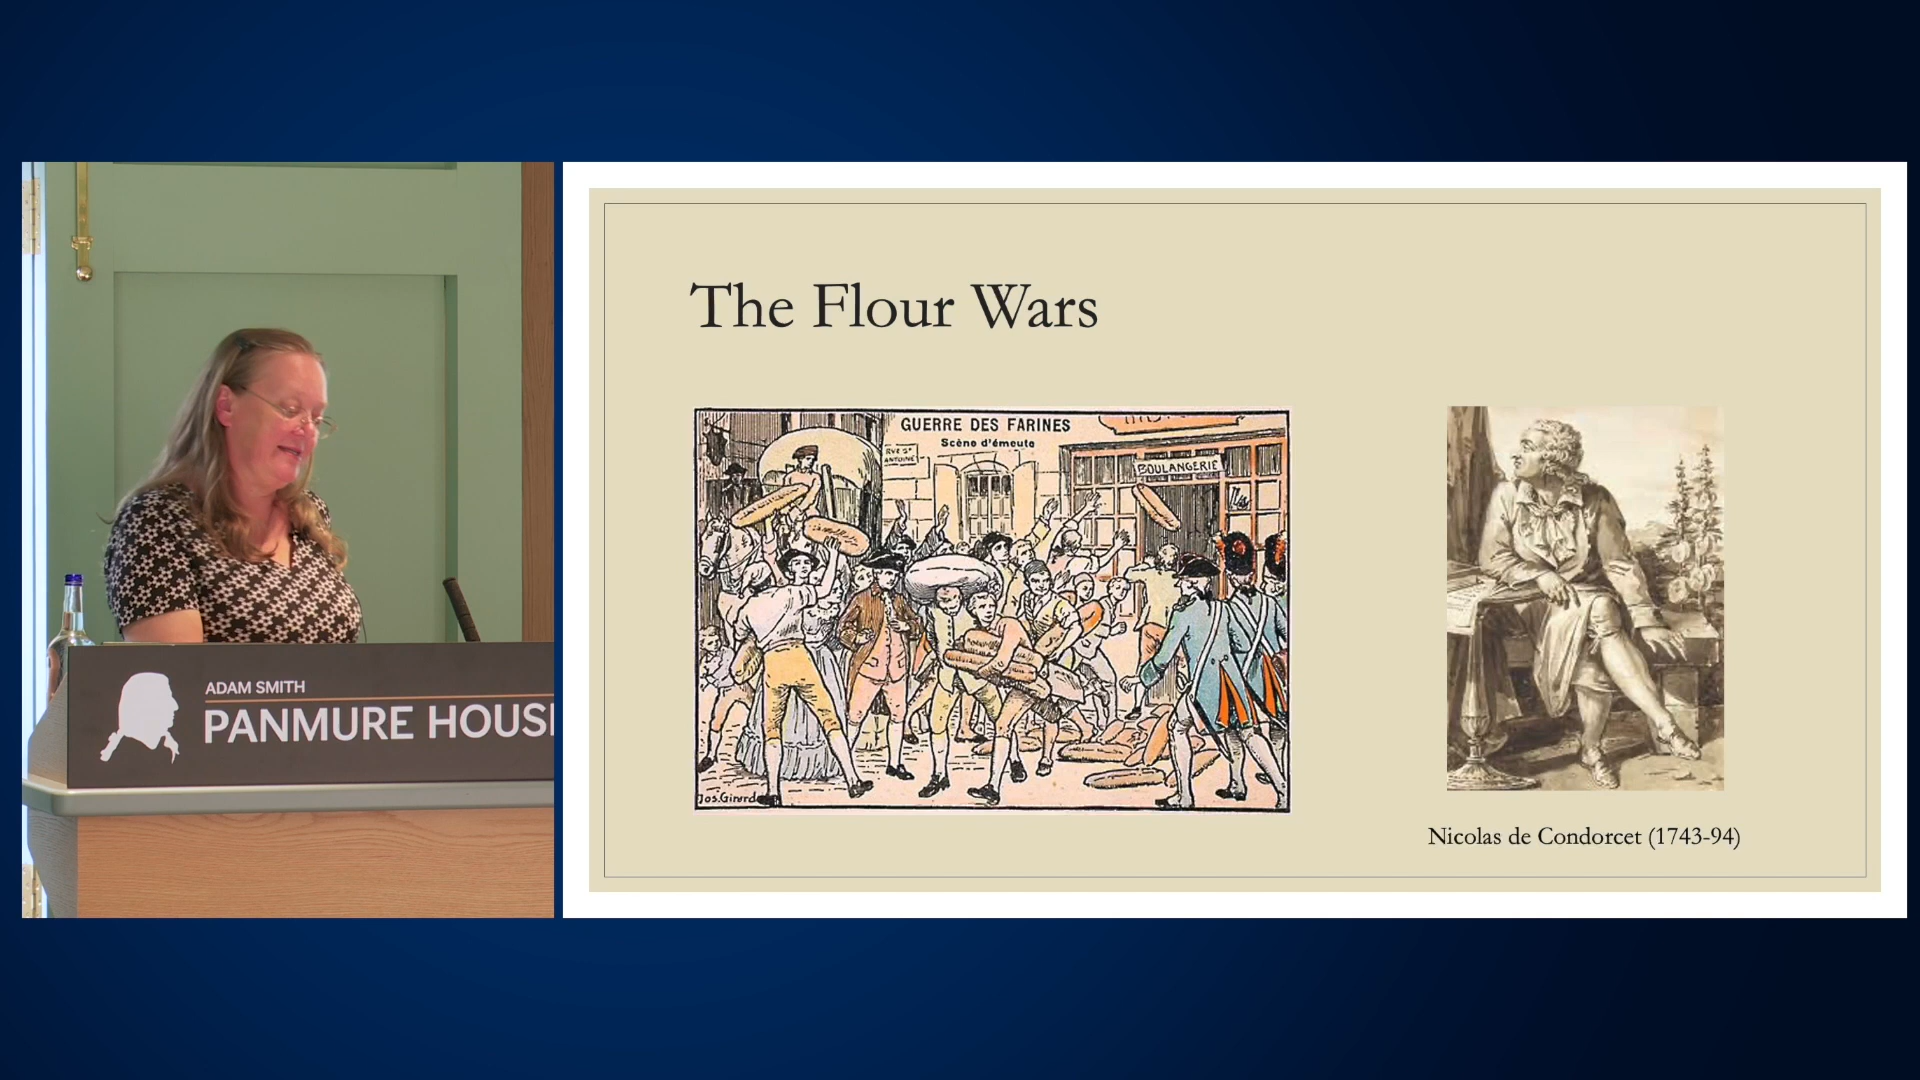 ADAM SMITH
PANMURE HOUS
The Flour Wars
GUERRE DES FARINES
Scène d'émeute
RUE St
ANTOINE
BOULANGERIE
Jos.Girard
Nicolas de Condorcet (1743-94)